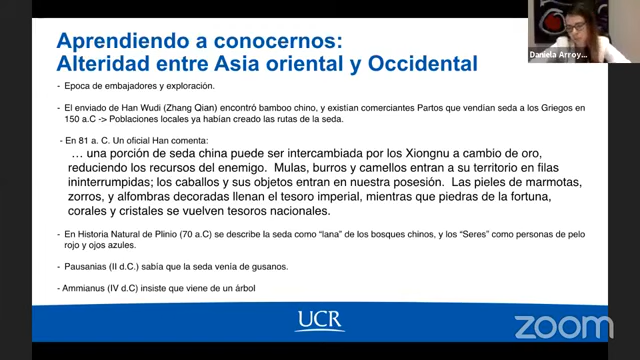 Aprendiendo a conocernos:
Alteridad entre Asia oriental y Occidental
- Epoca de embajadores y exploración.
- El enviado de Han Wudi (Zhang Qian) encontró bamboo chino, y existían comerciantes Partos que vendían seda a los Griegos en
150 a.C -> Poblaciones locales ya habían creado las rutas de la seda.
- En 81 a. C. Un oficial Han comenta:
… una porción de seda china puede ser intercambiada por los Xiongnu a cambio de oro,
reduciendo los recursos del enemigo. Mulas, burros y camellos entran a su territorio en filas
ininterrumpidas; los caballos y sus objetos entran en nuestra posesión. Las pieles de marmotas,
zorros, y alfombras decoradas llenan el tesoro imperial, mientras que piedras de la fortuna,
corales y cristales se vuelven tesoros nacionales.
- En Historia Natural de Plinio (70 a.C) se describe la seda como “lana” de los bosques chinos, y los “Seres” como personas de pelo
rojo y ojos azules.
- Pausanias (II d.C.) sabía que la seda venía de gusanos.
- Ammianus (IV d.C) insiste que viene de un árbol
UCR
Daniela Arroy...
zoom